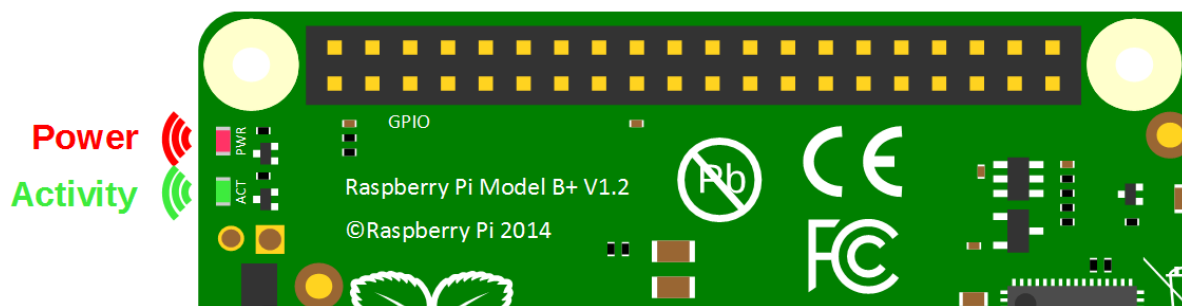 Power
Activity
PWR
ACT
GPIO
Raspberry Pi Model B+ V1.2
©Raspberry Pi 2014
Pb
CE
FC